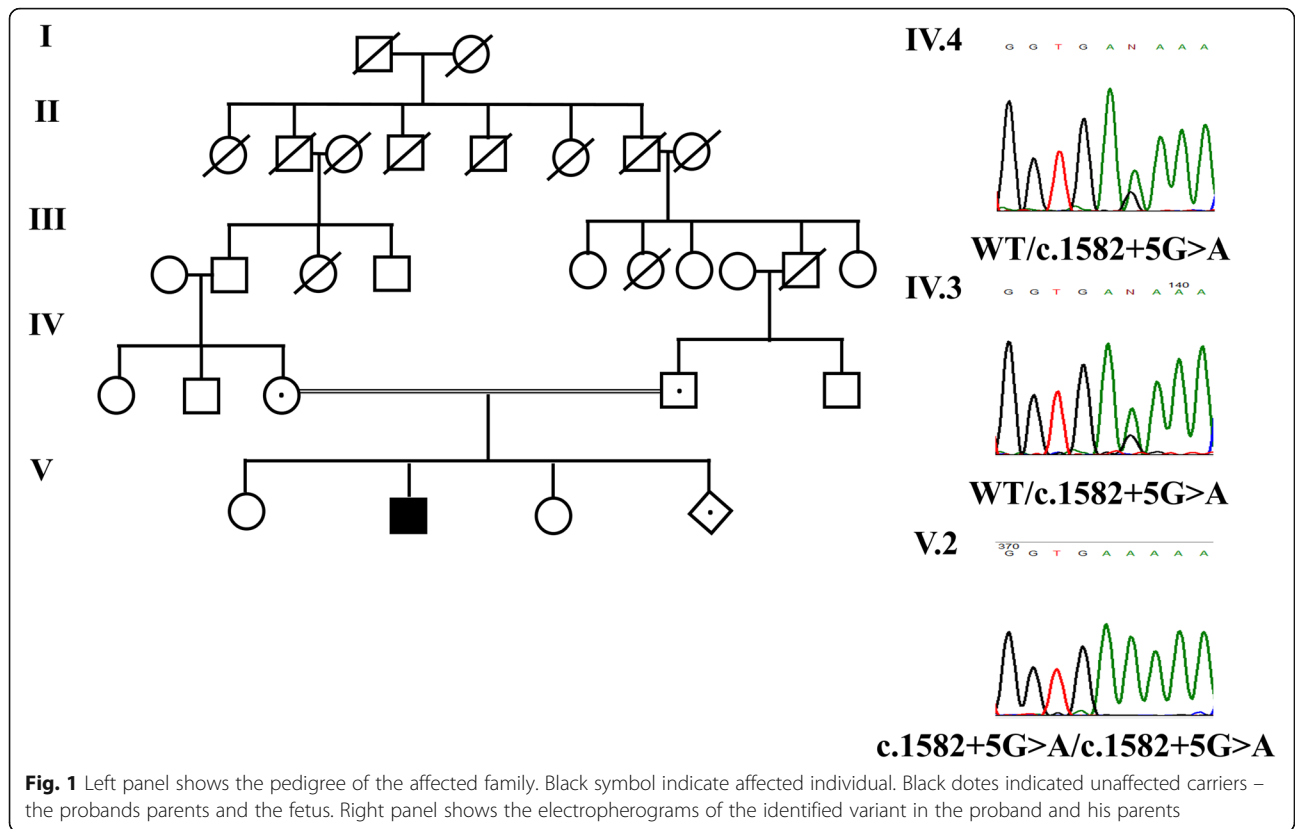 I
II
III
IV
V
IV.4
G G T G A N A A A
WT/c.1582+5G>A
IV.3
140
G G T G A N A A A
WT/c.1582+5G>A
V.2
370
G G T G A A A A A
c.1582+5G>A/c.1582+5G>A
Fig. 1 Left panel shows the pedigree of the affected family. Black symbol indicate affected individual. Black dotes indicated unaffected carriers –
the probands parents and the fetus. Right panel shows the electropherograms of the identified variant in the proband and his parents